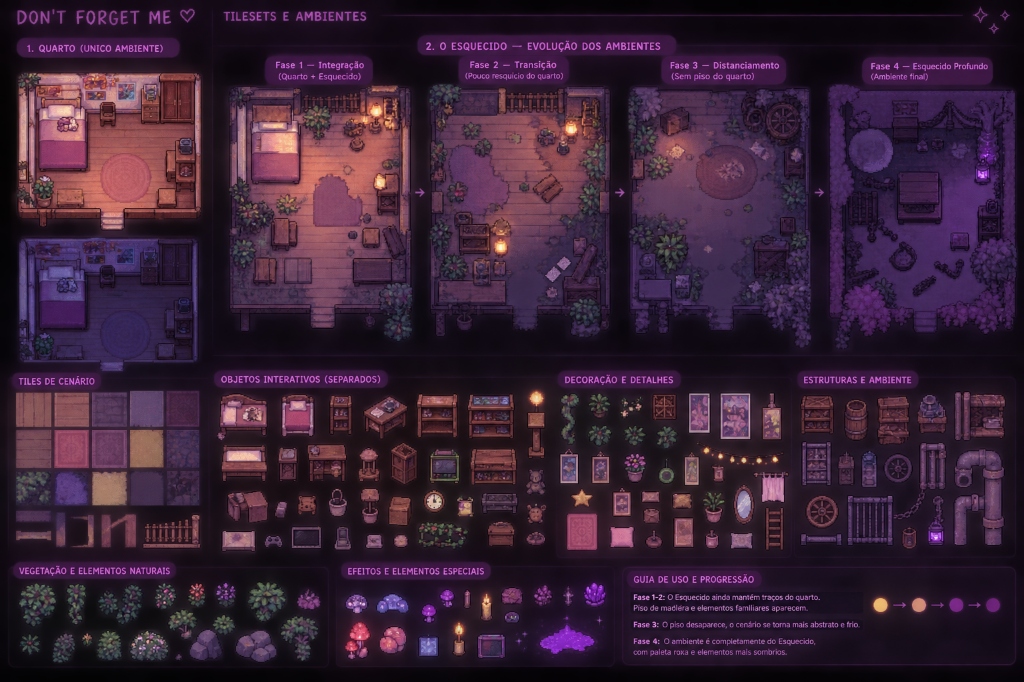 DON'T FORGET ME ♡
TILESETS E AMBIENTES
1. QUARTO (UNICO AMBIENTE)
2. O ESQUECIDO — EVOLUÇÃO DOS AMBIENTES
Fase 1 — Integração
(Quarto + Esquecido)
Fase 2 — Transição
(Pouco resquício do quarto)
Fase 3 — Distanciamento
(Sem piso do quarto)
Fase 4 — Esquecido Profundo
(Ambiente final)
TILES DE CENÁRIO
OBJETOS INTERATIVOS (SEPARADOS)
DECORAÇÃO E DETALHES
ESTRUTURAS E AMBIENTE
VEGETAÇÃO E ELEMENTOS NATURAIS
EFEITOS E ELEMENTOS ESPECIAIS
GUIA DE USO E PROGRESSÃO
Fase 1-2: O Esquecido ainda mantém traços do quarto.
Piso de madeira e elementos familiares aparecem.
Fase 3: O piso desaparece, o cenário se torna mais abstrato e frio.
Fase 4: O ambiente é completamente do Esquecido,
com paleta roxa e elementos mais sombrios.